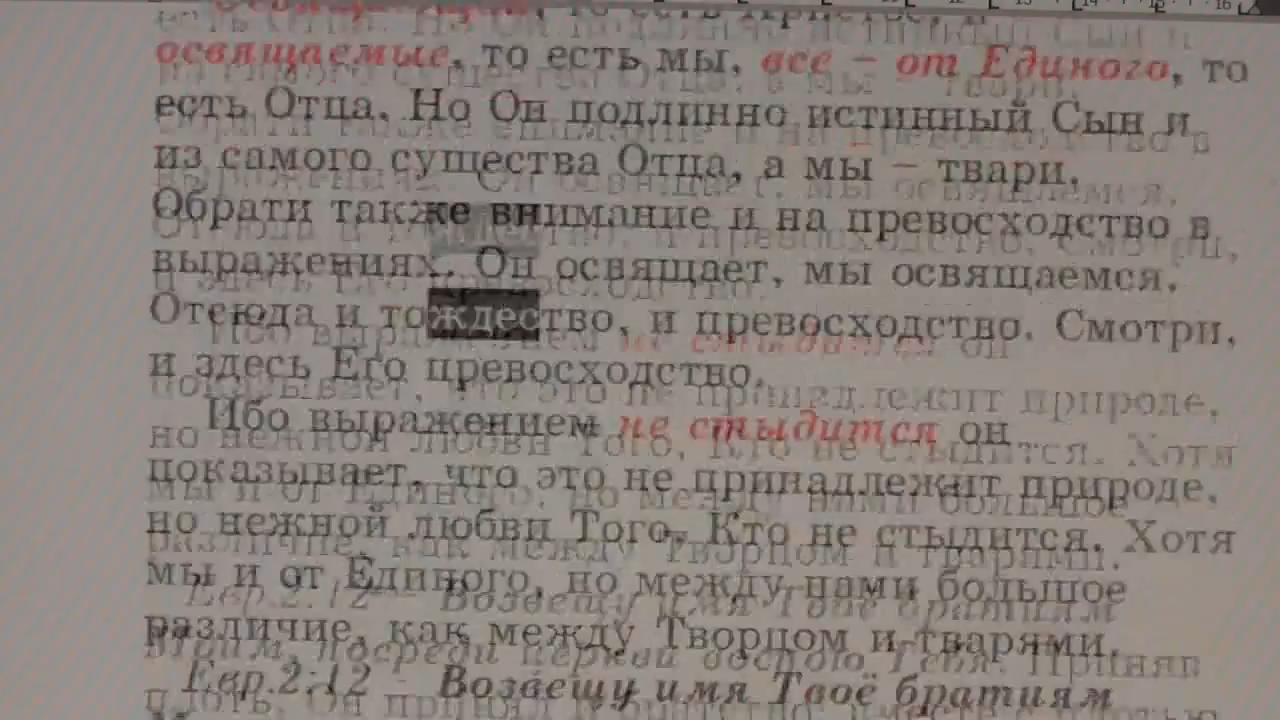 то есть Христос, и
освящаемые, то есть мы, все – от Единого, то
есть Отца. Но Он подлинно истинный Сын и
из самого существа Отца, а мы – твари.
Обрати также внимание и на превосходство в
выражениях. Он освящает, мы освящаемся.
Отсюда и тождество, и превосходство. Смотри,
и здесь Его превосходство.
Ибо выражением не стыдится он
показывает, что это не принадлежит природе,
но нежной любви Того, Кто не стыдится. Хотя
мы и от Единого, но между нами большое
различие, как между Творцом и тварями.
Евр.2:12 Возвещу имя Твоё братиям